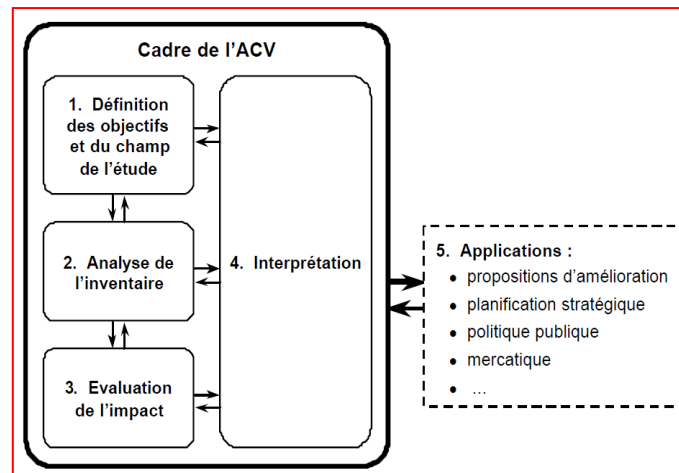 Cadre de l'ACV
1. Définition
des objectifs
et du champ
de l'étude
2. Analyse de
l'inventaire
3. Evaluation
de l'impact
4. Interprétation
5. Applications :
• propositions d'amélioration
• planification stratégique
• politique publique
• mercatique
• ...